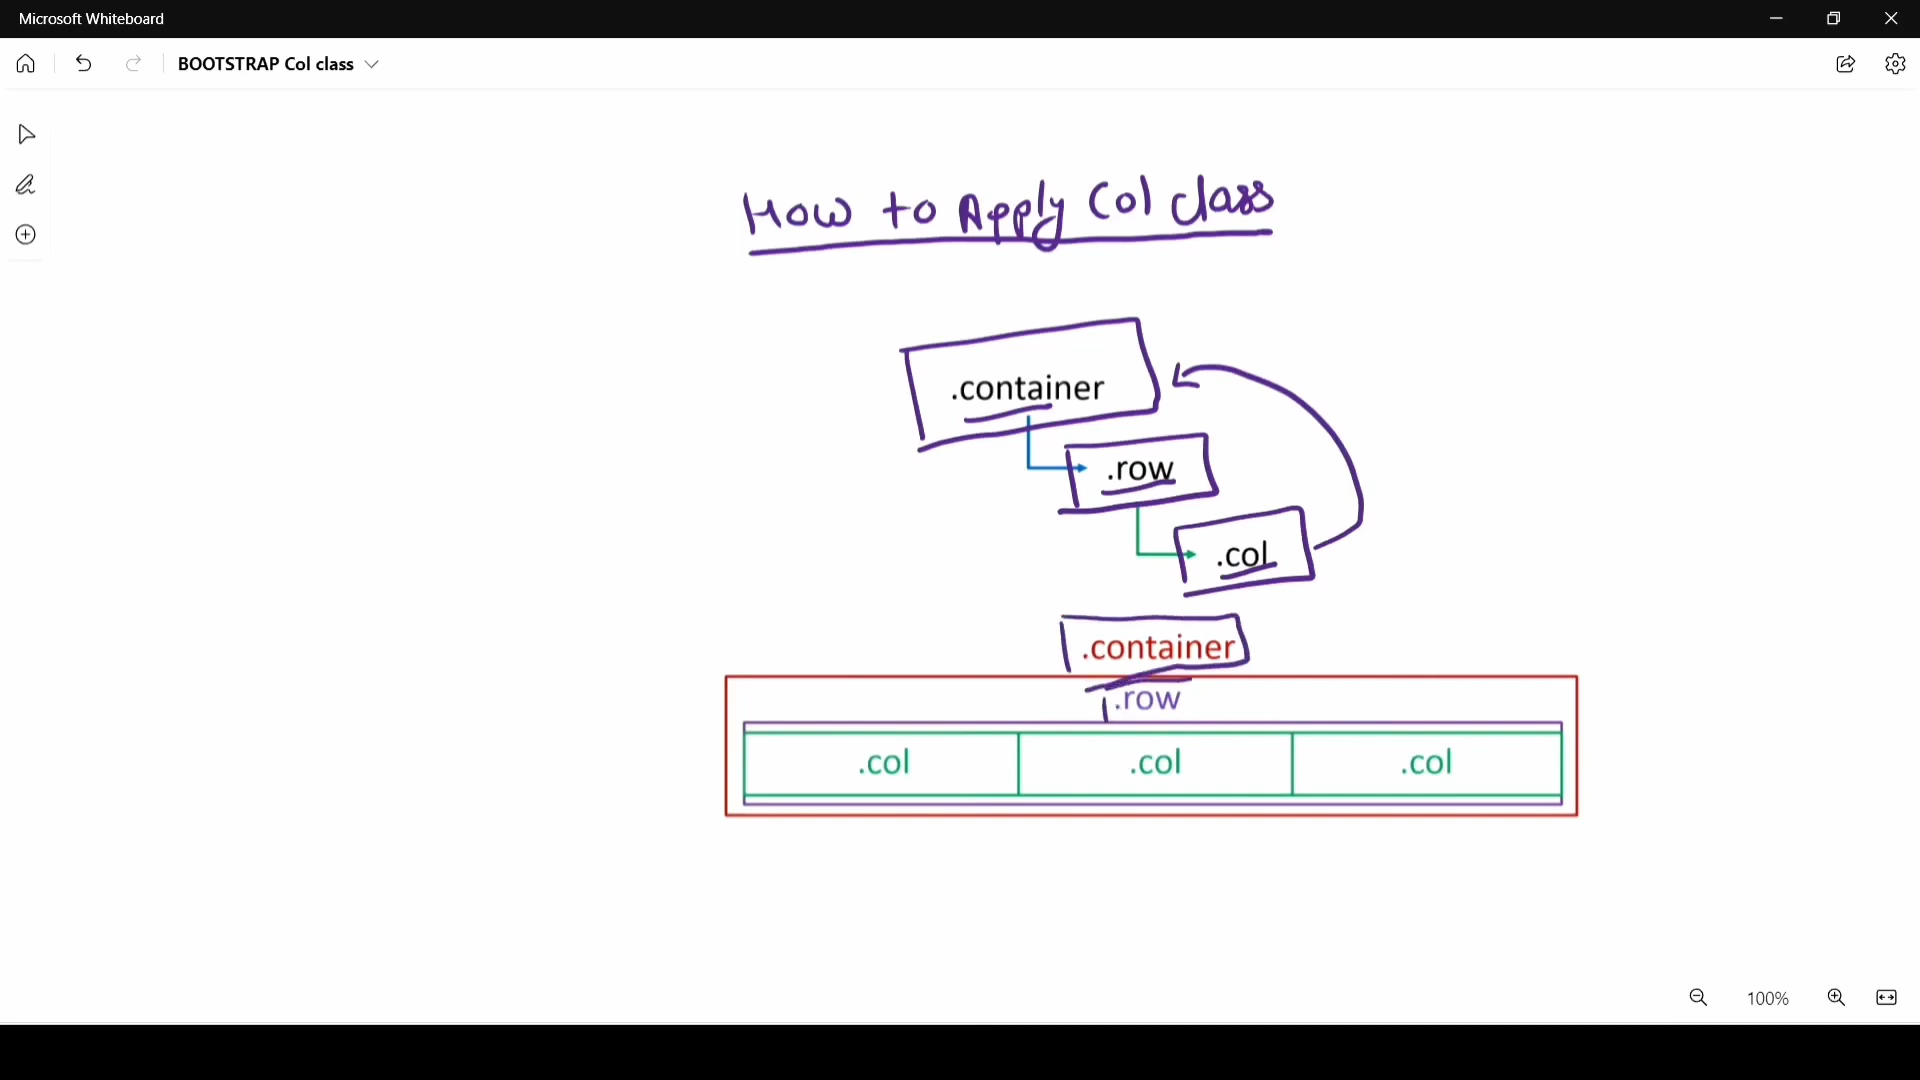 Microsoft Whiteboard
BOOTSTRAP Col class
How to Apply Col class
.container
.row
.col
.container
.row
.col .col .col
100%